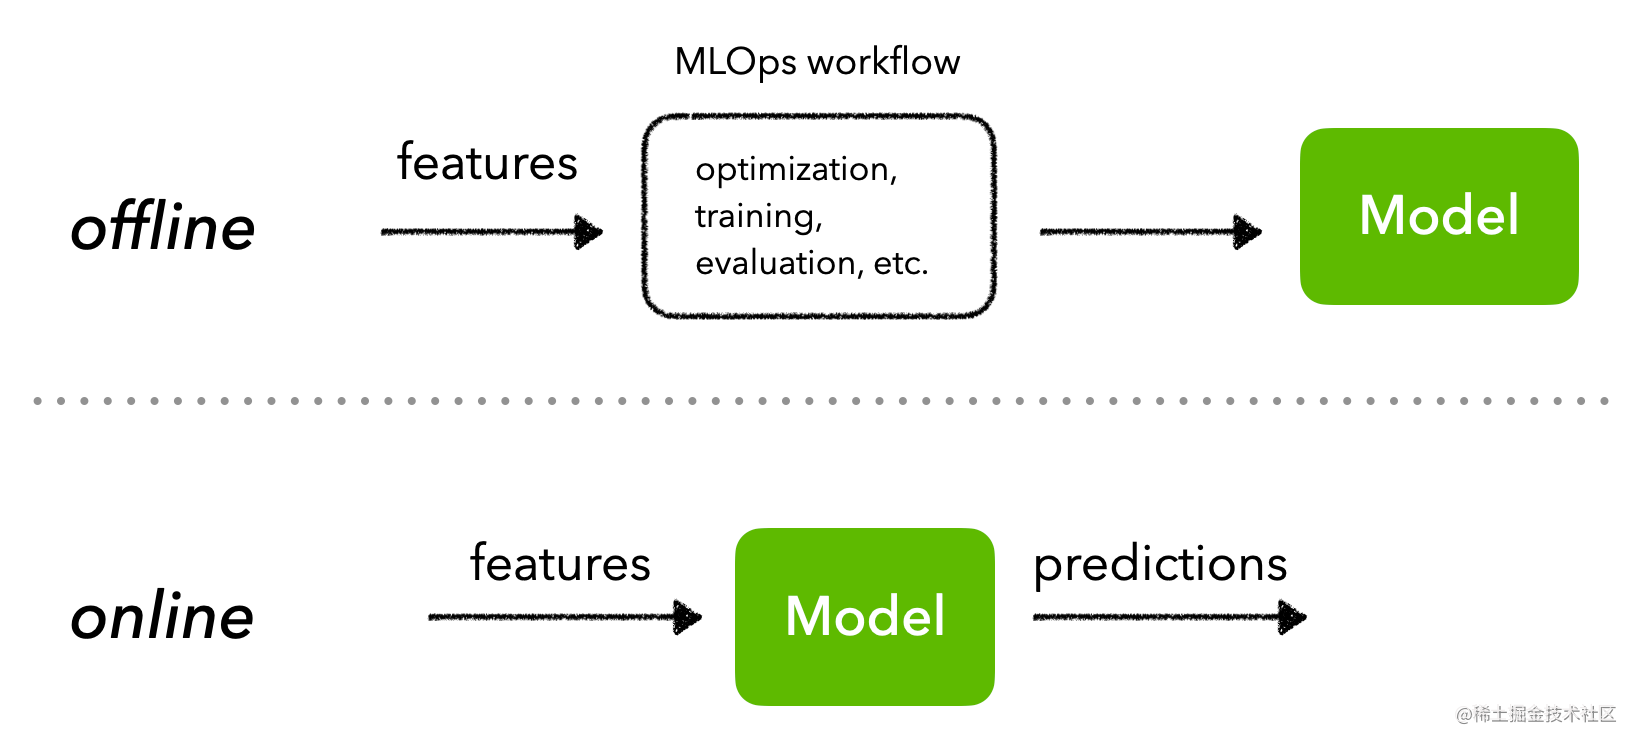 MLOps workflow
features
optimization,
training,
evaluation, etc.
offline
Model
features
predictions
online
Model
@稀土掘金技术社区